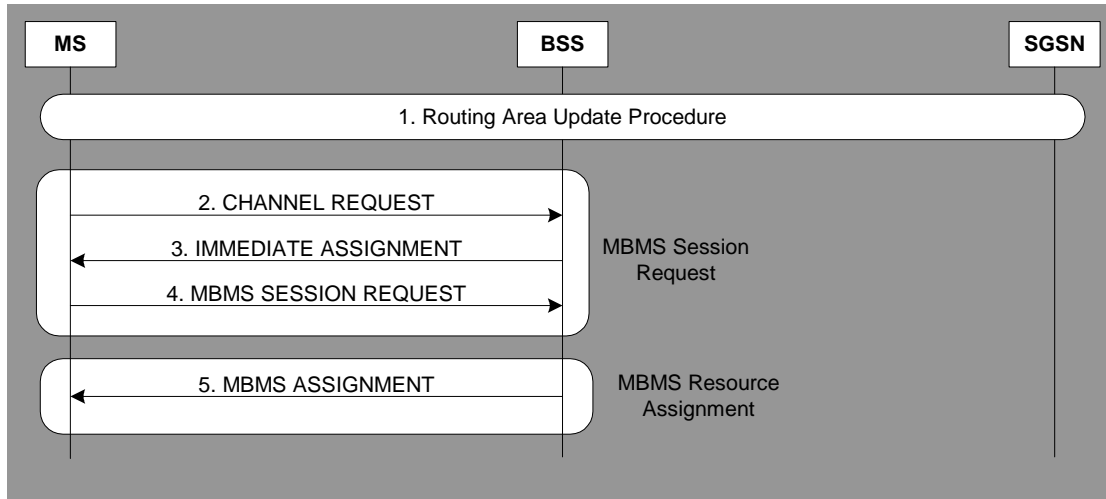 MS
BSS
SGSN
1. Routing Area Update Procedure
2. CHANNEL REQUEST
3. IMMEDIATE ASSIGNMENT
MBMS Session
Request
4. MBMS SESSION REQUEST
5. MBMS ASSIGNMENT
MBMS Resource
Assignment